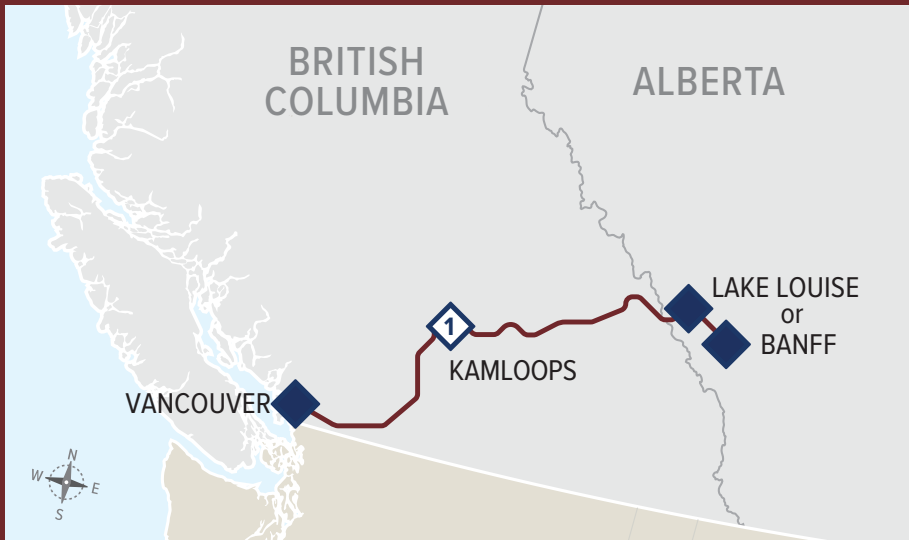 BRITISH
COLUMBIA
ALBERTA
LAKE LOUISE
or
BANFF
1
KAMLOOPS
VANCOUVER
N
W
E
S